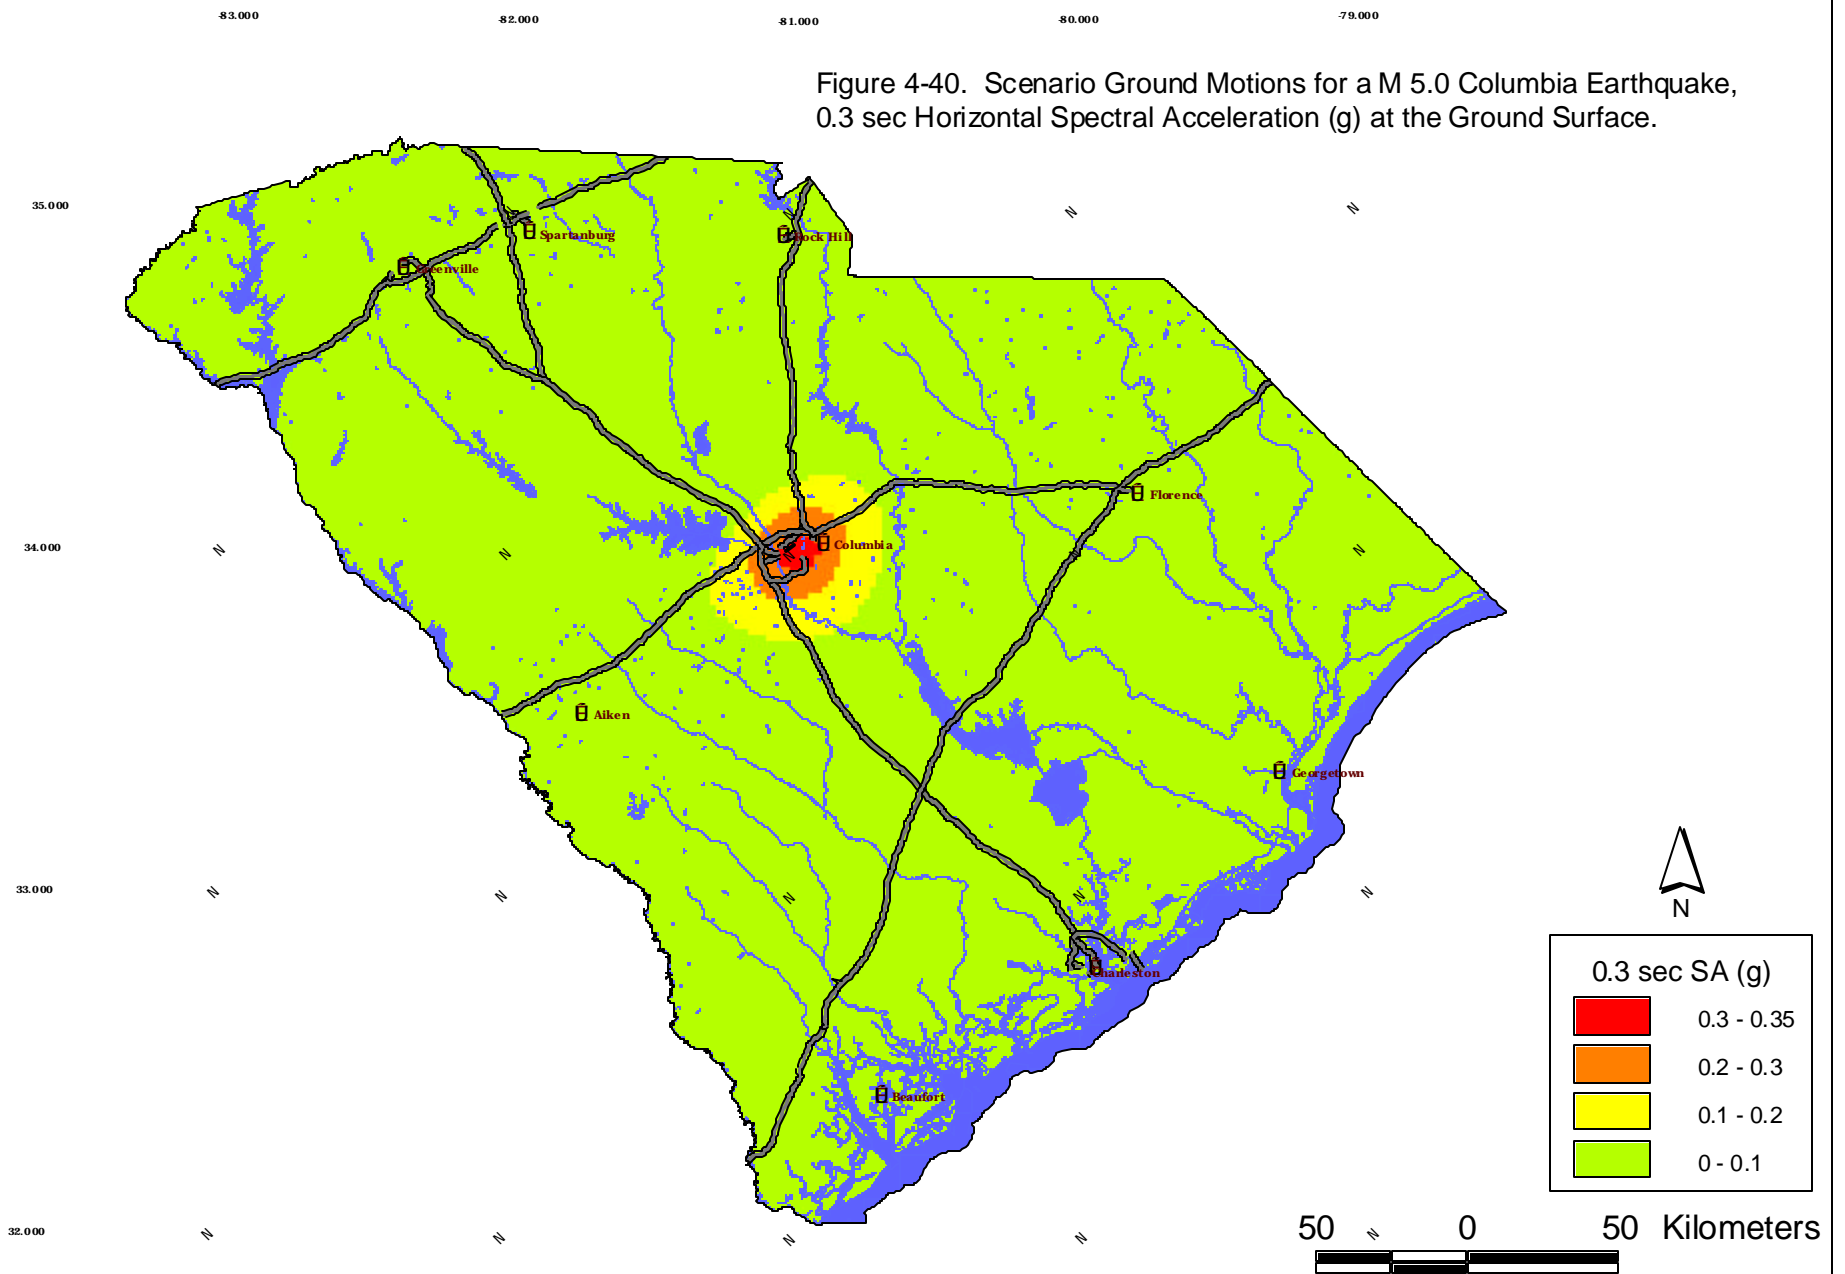 -83.000
-82.000
-81.000
-80.000
-79.000
Figure 4-40. Scenario Ground Motions for a M 5.0 Columbia Earthquake,
0.3 sec Horizontal Spectral Acceleration (g) at the Ground Surface.
35.000
N
N
N
Spartanburg
Rock Hill
Greenville
Florence
34.000
N
N
N
N
N
Columbia
Aiken
Georgetown
33.000
N
N
N
N
N
N
Charleston
0.3 sec SA (g)
0.3 - 0.35
0.2 - 0.3
0.1 - 0.2
0 - 0.1
Beaufort
32.000
N
N
N
N
N
50 0 50 Kilometers